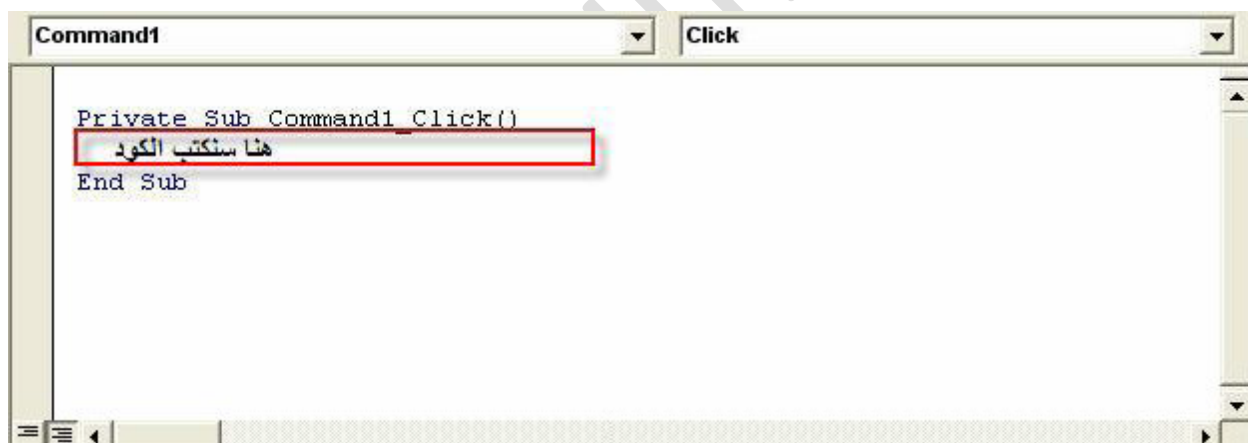 Command1 Click
Private Sub Command1_Click()
هنا سنكتب الكود
End Sub